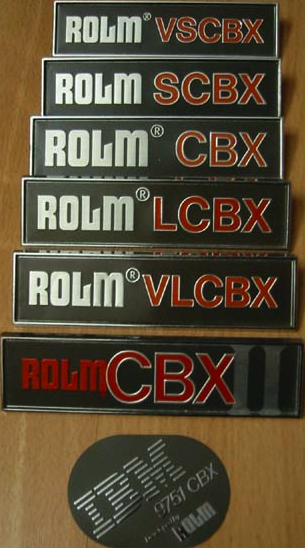 ROLM® VSCBX
ROLM SCBX
ROLM® CBX
ROLM® LCBX
ROLM® VLCBX
ROLM CBX II
IBM
9751 CBX
ROLM